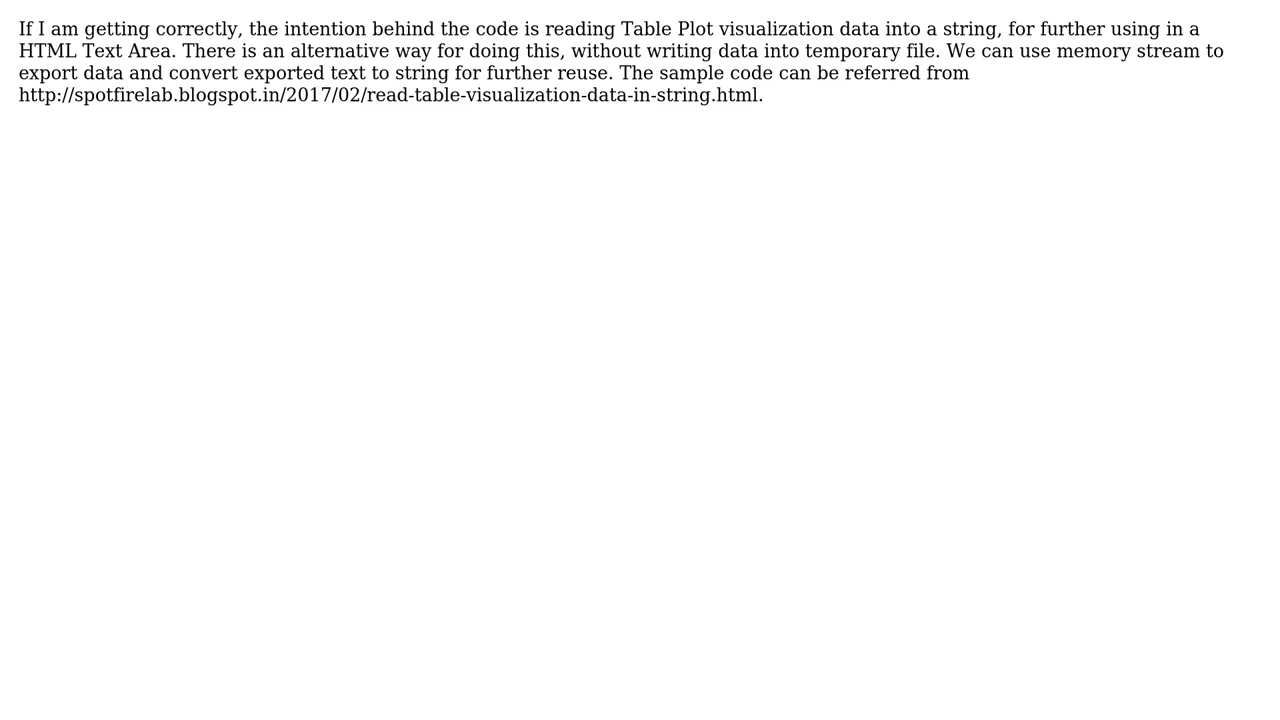 If I am getting correctly, the intention behind the code is reading Table Plot visualization data into a string, for further using in a
HTML Text Area. There is an alternative way for doing this, without writing data into temporary file. We can use memory stream to
export data and convert exported text to string for further reuse. The sample code can be referred from
http://spotfirelab.blogspot.in/2017/02/read-table-visualization-data-in-string.html.